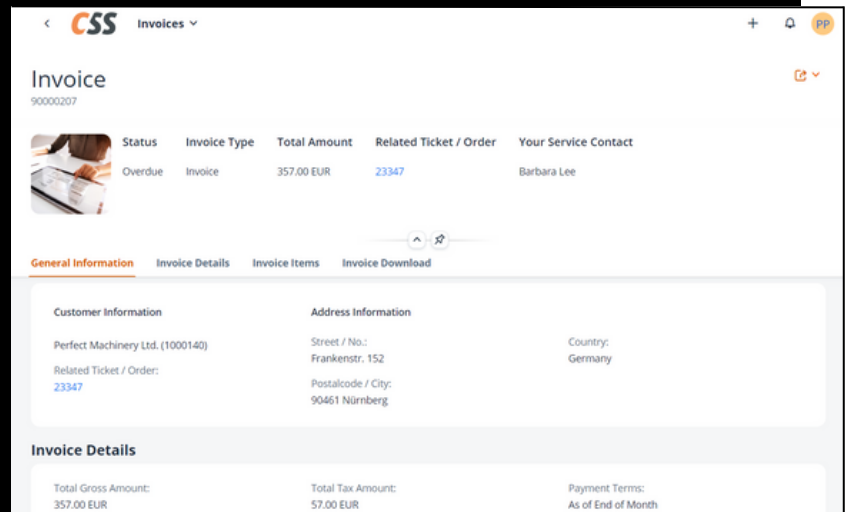 CSS Invoices
PP
Invoice
90000207
Status Invoice Type Total Amount Related Ticket / Order Your Service Contact
Overdue Invoice 357.00 EUR 23347 Barbara Lee
General Information Invoice Details Invoice Items Invoice Download
Customer Information
Perfect Machinery Ltd. (1000140)
Related Ticket / Order:
23347
Address Information
Street / No.:
Frankenstr. 152
Postalcode / City:
90461 Nürnberg
Country:
Germany
Invoice Details
Total Gross Amount:
357.00 EUR
Total Tax Amount:
57.00 EUR
Payment Terms:
As of End of Month